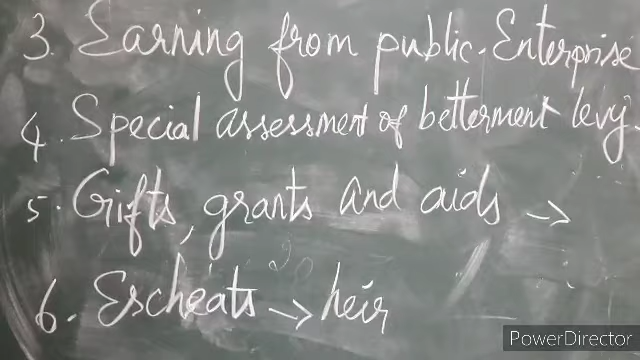 3. Earning from public Enterprise
4. Special assessment of betterment levy.
5. Gifts, grants and aids →
6. Escheats → heir
PowerDirector